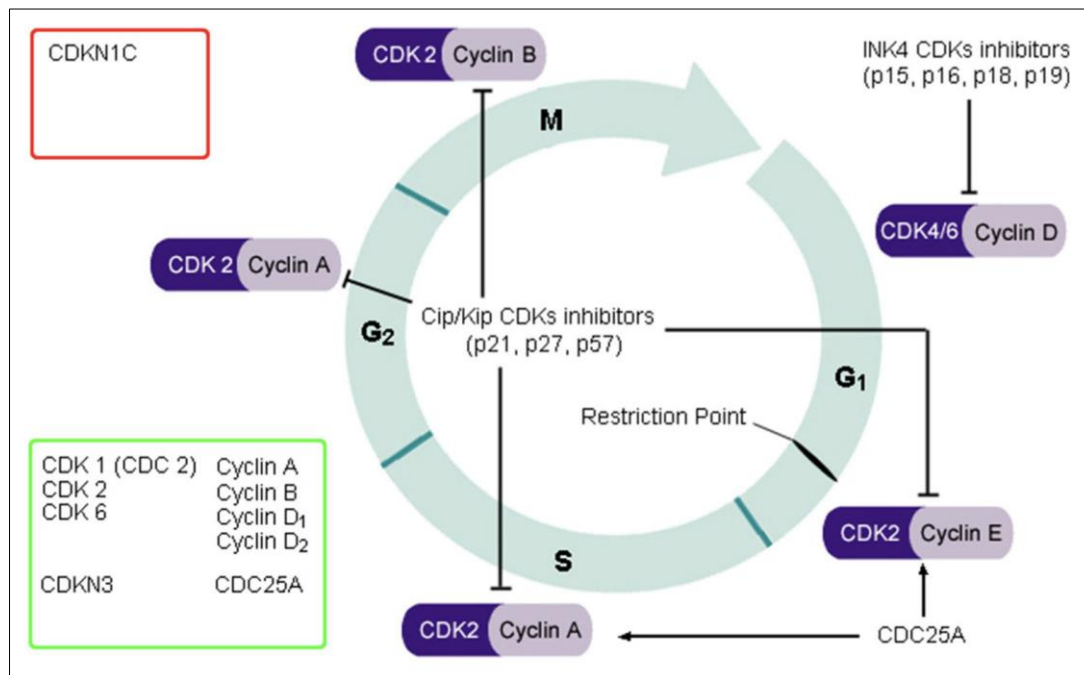 CDKN1C
CDK 2 Cyclin B
INK4 CDKs inhibitors
(p15, p16, p18, p19)
M
CDK4/6 Cyclin D
CDK 2 Cyclin A
Cip/Kip CDKs inhibitors
(p21, p27, p57)
G2
G1
Restriction Point
CDK 1 (CDC 2) Cyclin A
CDK 2 Cyclin B
CDK 6 Cyclin D1
Cyclin D2
CDKN3 CDC25A
CDK2 Cyclin E
S
CDK2 Cyclin A
CDC25A